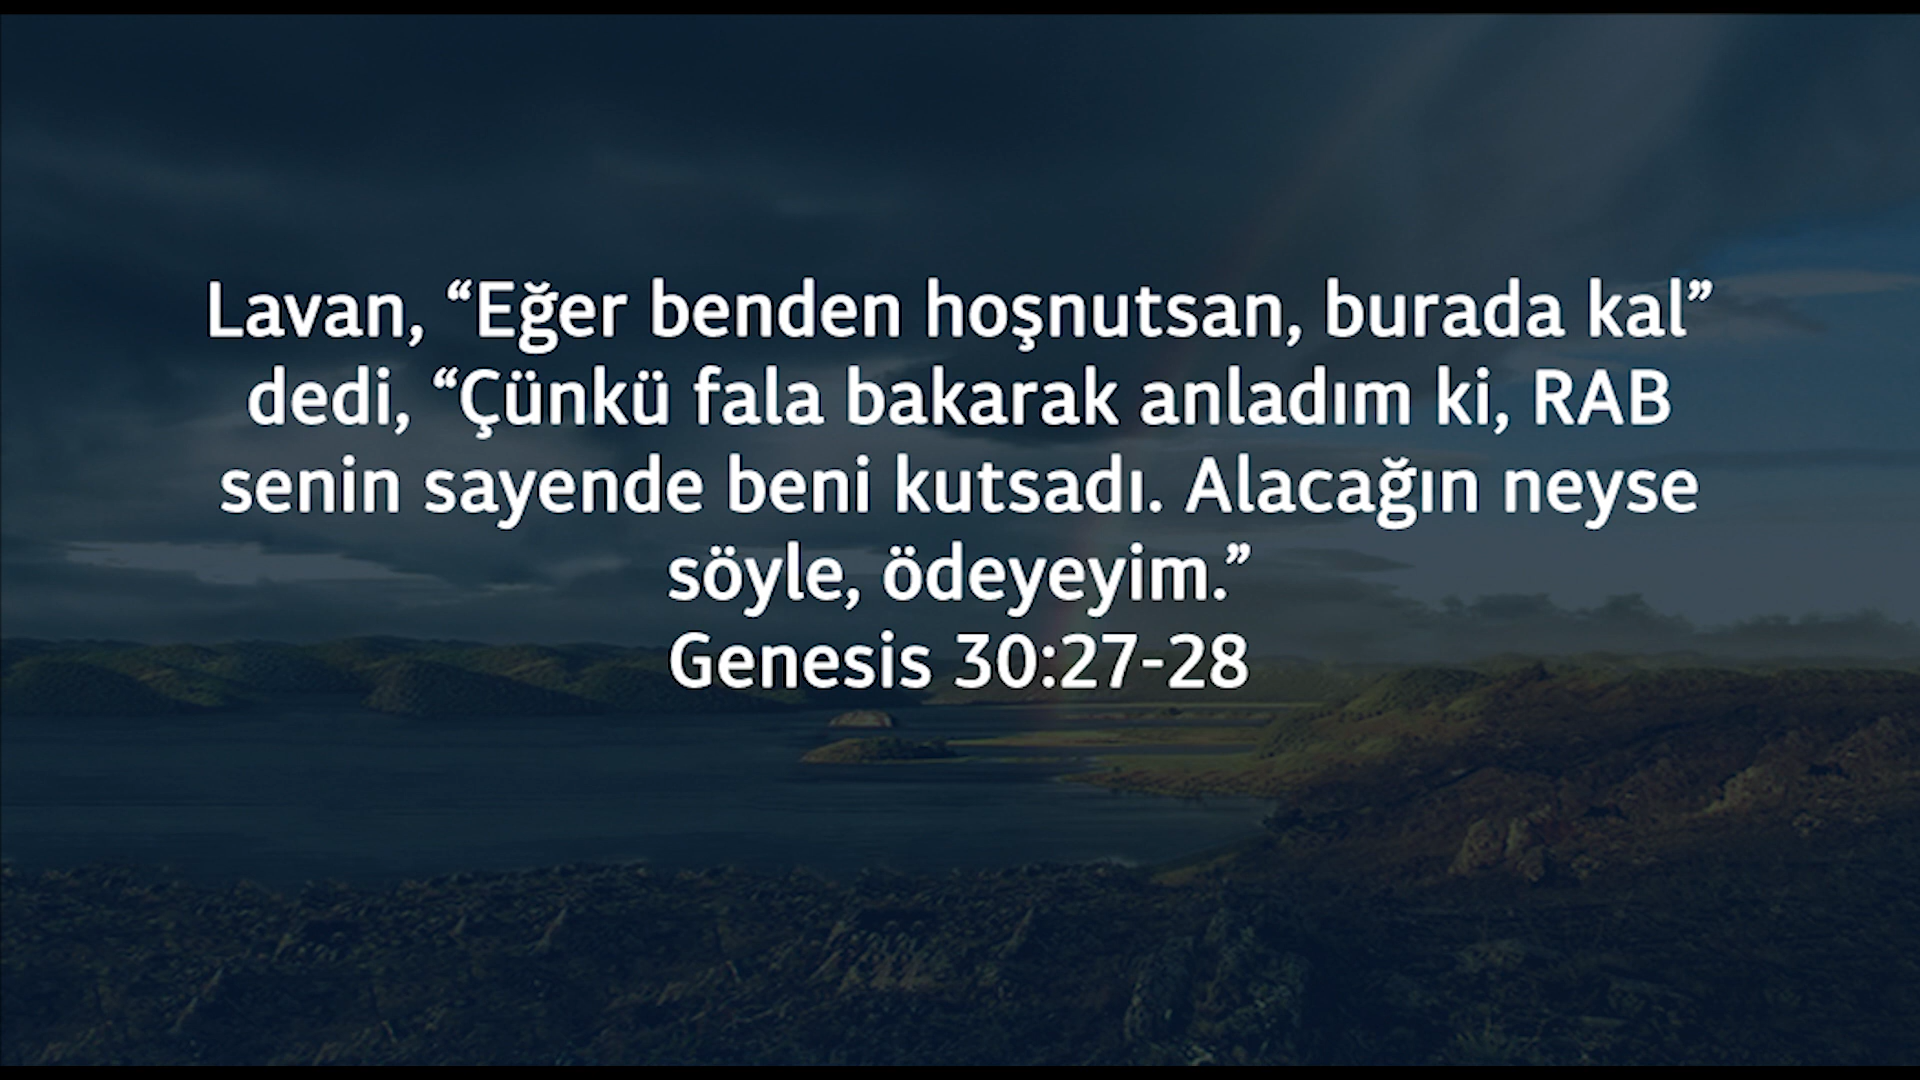 Lavan, “Eğer benden hoşnutsan, burada kal”
dedi, “Çünkü fala bakarak anladım ki, RAB
senin sayende beni kutsadı. Alacağın neyse
söyle, ödeyeyim.”
Genesis 30:27-28